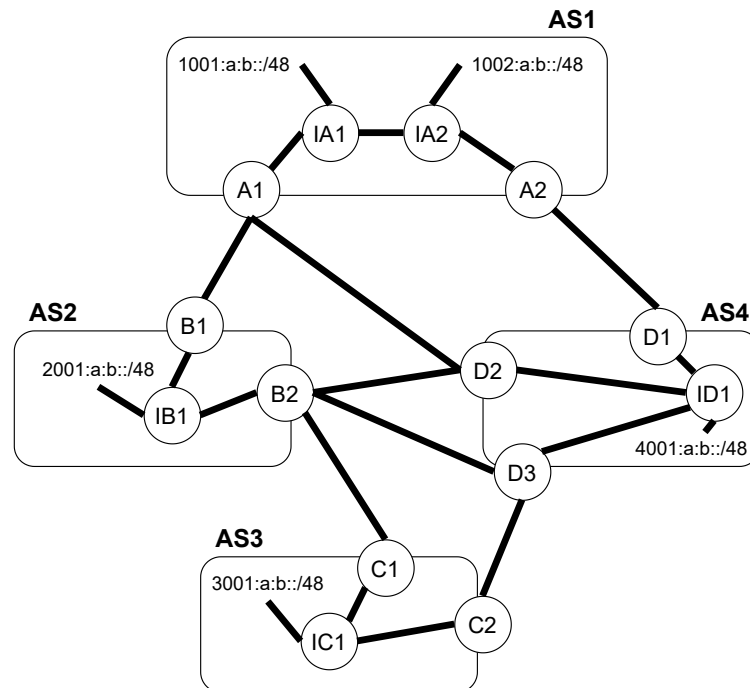 AS1
1001:a:b::/48
1002:a:b::/48
IA1
IA2
A1
A2
AS2
B1
AS4
D1
2001:a:b::/48
IB1
B2
D2
ID1
4001:a:b::/48
D3
AS3
C1
3001:a:b::/48
IC1
C2